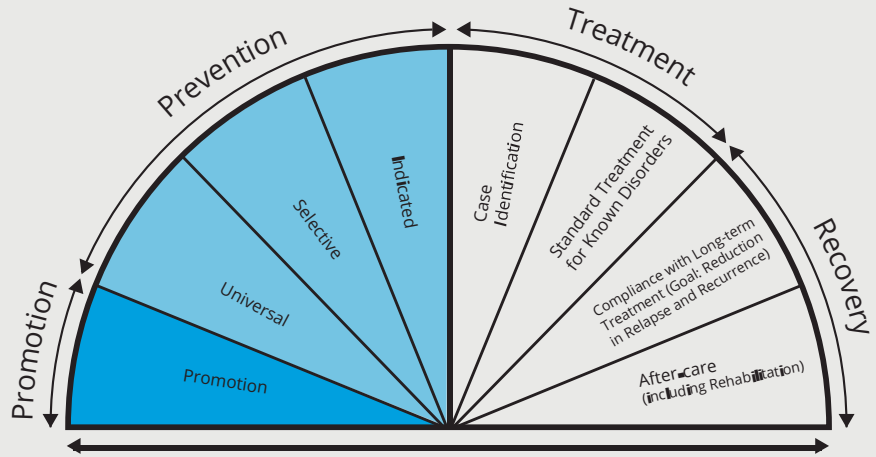 Promotion
Prevention
Treatment
Recovery
Promotion
Universal
Selective
Indicated
Case
Identification
Standard Treatment
for Known Disorders
Compliance with Long-term
Treatment (Goal: Reduction
in Relapse and Recurrence)
After-care
(including Rehabilitation)